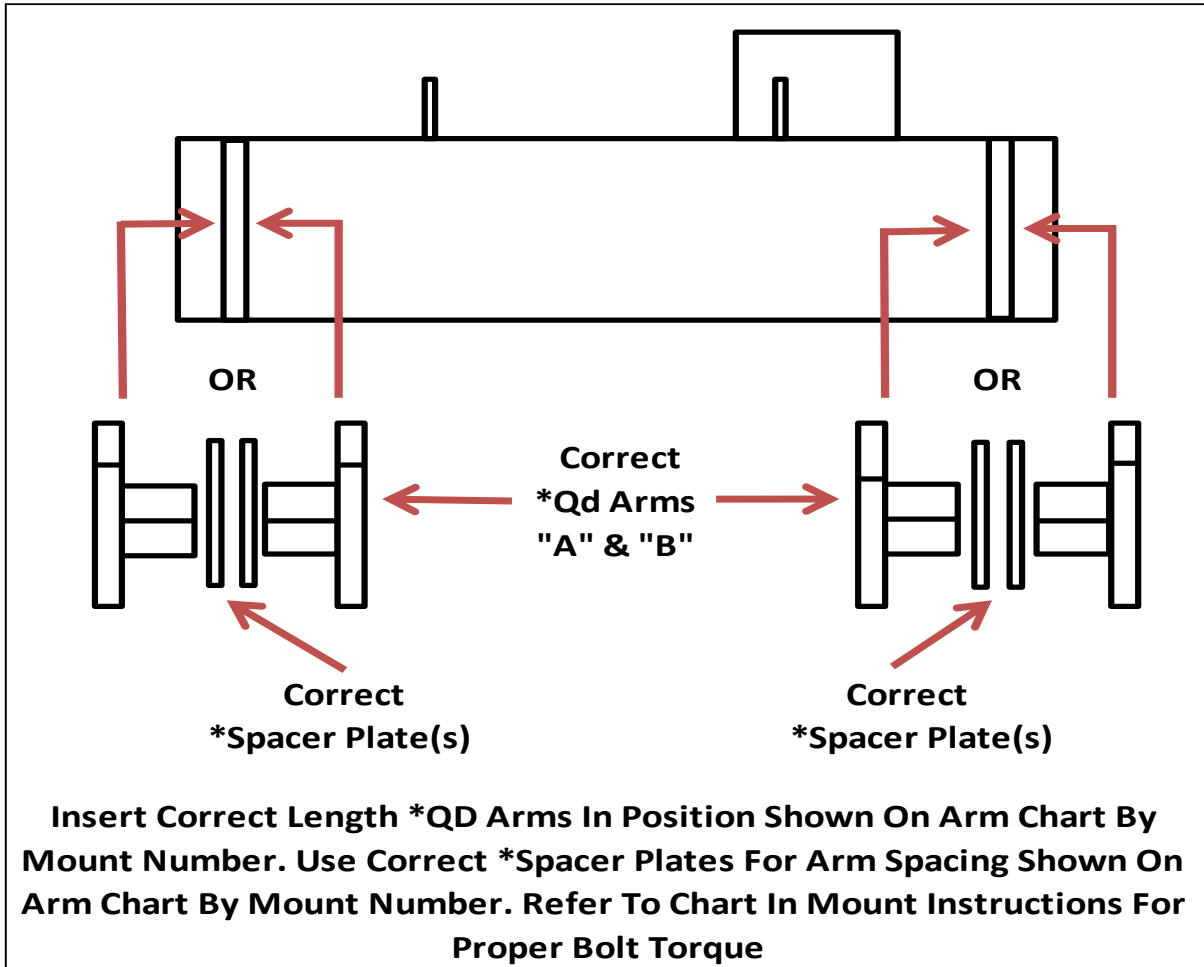 OR
OR
Correct
*Qd Arms
"A" & "B"
Correct
*Spacer Plate(s)
Correct
*Spacer Plate(s)
Insert Correct Length *QD Arms In Position Shown On Arm Chart By
Mount Number. Use Correct *Spacer Plates For Arm Spacing Shown On
Arm Chart By Mount Number. Refer To Chart In Mount Instructions For
Proper Bolt Torque